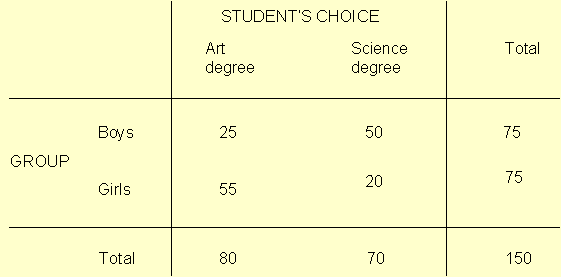 STUDENT'S CHOICE
Art degree Science degree Total
Boys 25 50 75
GROUP
Girls 55 20 75
Total 80 70 150